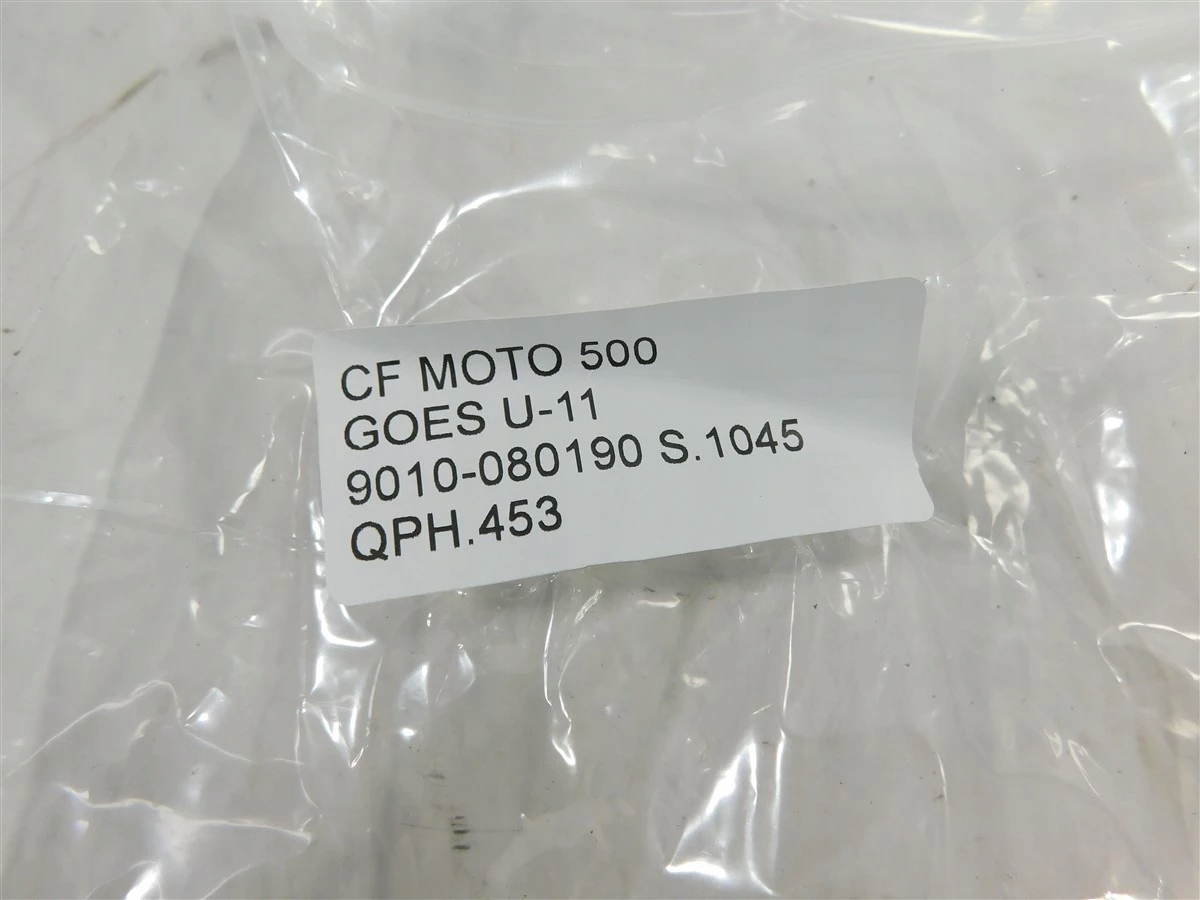 CF MOTO 500
GOES U-11
9010-080190 S.1045
QPH.453